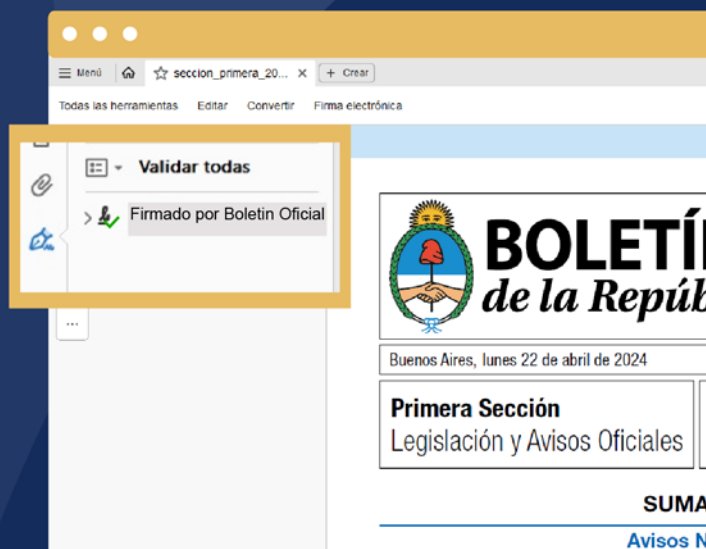 Menú
seccion_primera_20...
+ Crear
Todas las herramientas Editar Convertir Firma electrónica
Validar todas
Firmado por Boletin Oficial
BOLETÍ
de la Repúb
Buenos Aires, lunes 22 de abril de 2024
Primera Sección
Legislación y Avisos Oficiales
SUMA
Avisos N